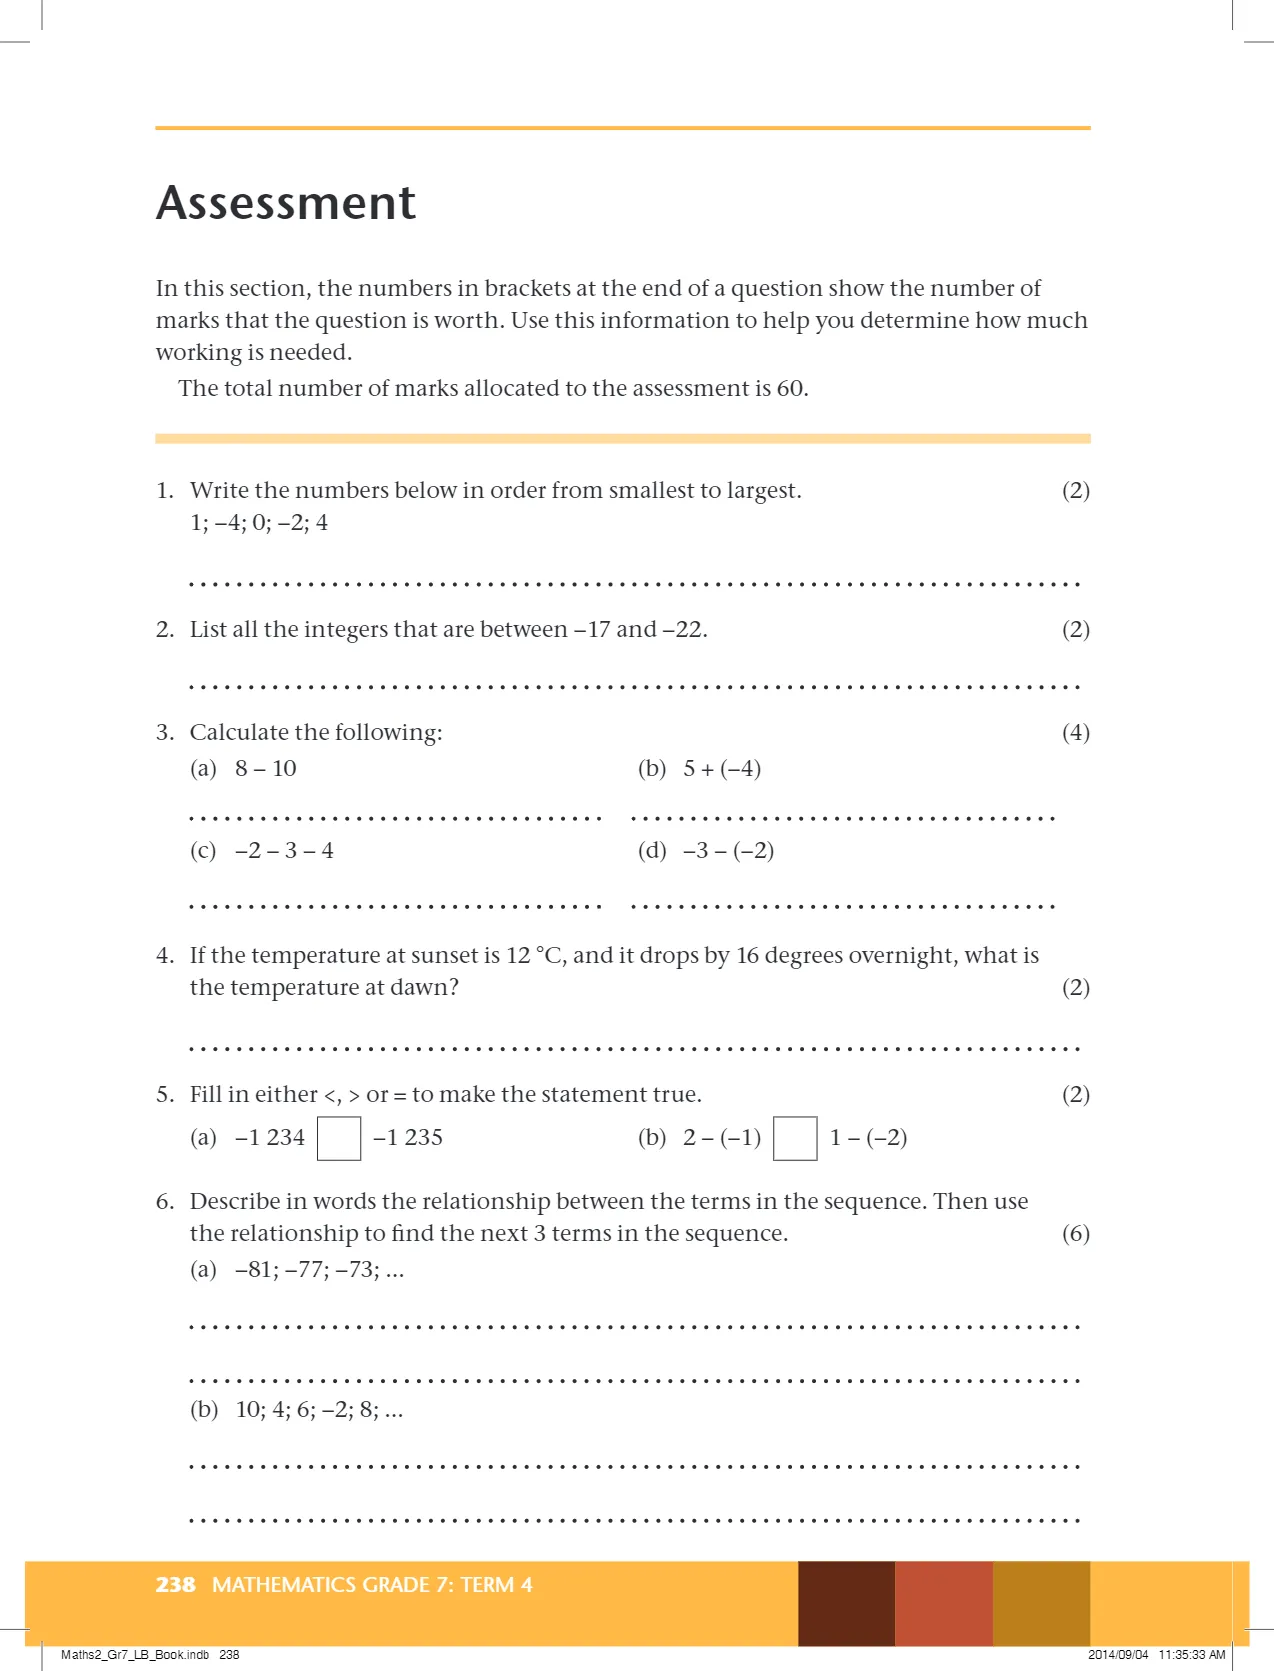 Assessment
In this section, the numbers in brackets at the end of a question show the number of
marks that the question is worth. Use this information to help you determine how much
working is needed.
The total number of marks allocated to the assessment is 60.
1. Write the numbers below in order from smallest to largest. (2)
1; –4; 0; –2; 4
2. List all the integers that are between –17 and –22. (2)
3. Calculate the following: (4)
(a) 8 – 10 (b) 5 + (–4)
(c) –2 – 3 – 4 (d) –3 – (–2)
4. If the temperature at sunset is 12 °C, and it drops by 16 degrees overnight, what is
the temperature at dawn? (2)
5. Fill in either <, > or = to make the statement true. (2)
(a) –1 234 –1 235 (b) 2 – (–1) 1 – (–2)
6. Describe in words the relationship between the terms in the sequence. Then use
the relationship to find the next 3 terms in the sequence. (6)
(a) –81; –77; –73; ...
(b) 10; 4; 6; –2; 8; ...
238 MATHEMATICS GRADE 7: TERM 4
Maths2_Gr7_LB_Book.indb 238 2014/09/04 11:35:33 AM